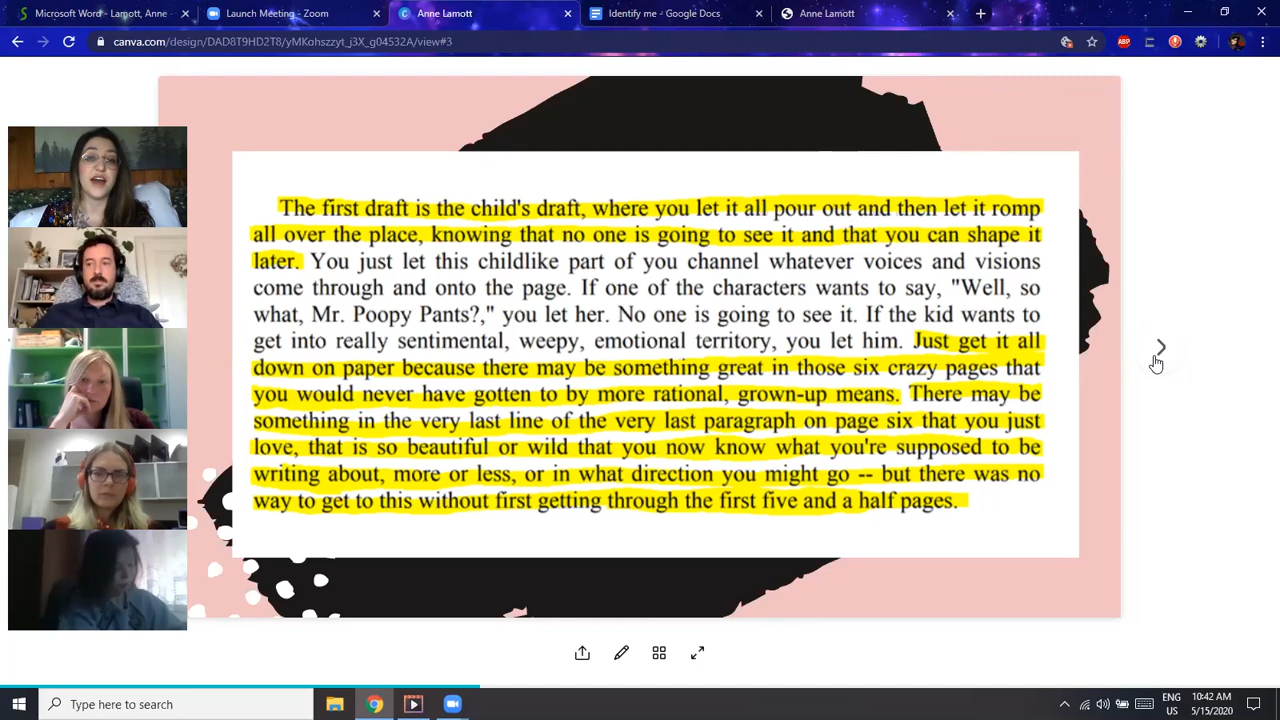 Microsoft Word - Lamott, Anne -
Launch Meeting - Zoom
Anne Lamott
Identify me - Google Docs
Anne Lamott
canva.com/design/DAD8T9HD2T8/yMKohszzyt_j3X_g04532A/view#3
ABP
The first draft is the child's draft, where you let it all pour out and then let it romp
all over the place, knowing that no one is going to see it and that you can shape it
later. You just let this childlike part of you channel whatever voices and visions
come through and onto the page. If one of the characters wants to say, "Well, so
what, Mr. Poopy Pants?," you let her. No one is going to see it. If the kid wants to
get into really sentimental, weepy, emotional territory, you let him. Just get it all
down on paper because there may be something great in those six crazy pages that
you would never have gotten to by more rational, grown-up means. There may be
something in the very last line of the very last paragraph on page six that you just
love, that is so beautiful or wild that you now know what you're supposed to be
writing about, more or less, or in what direction you might go -- but there was no
way to get to this without first getting through the first five and a half pages.
Type here to search
ENG
US
10:42 AM
5/15/2020